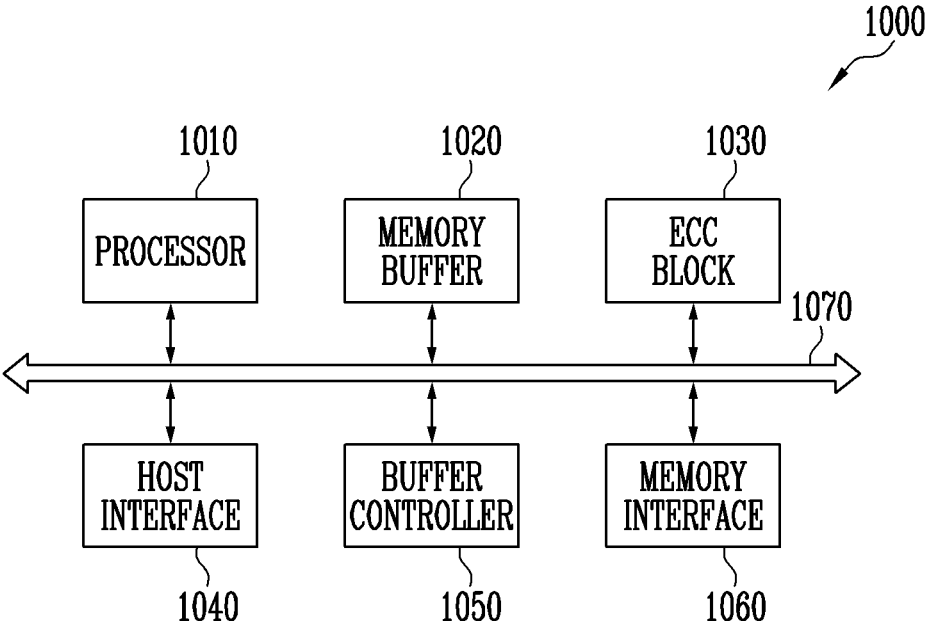 1000
1010
1020
1030
PROCESSOR
MEMORY
BUFFER
ECC
BLOCK
1070
HOST
INTERFACE
BUFFER
CONTROLLER
MEMORY
INTERFACE
1040
1050
1060